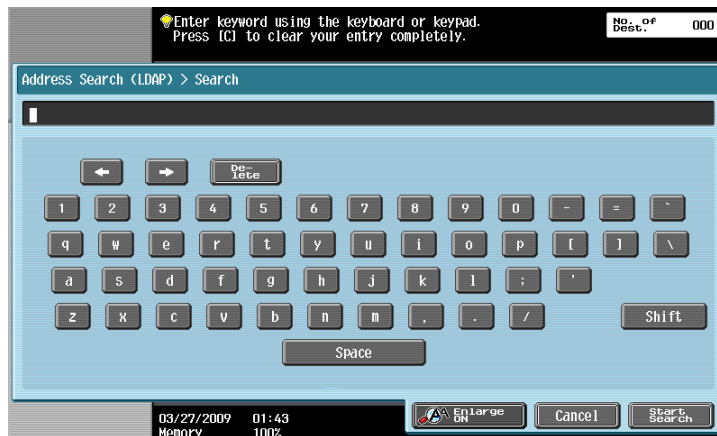 Enter keyword using the keyboard or keypad.
Press [C] to clear your entry completely.
No. of
Dest.
000
Address Search (LDAP) > Search
← → De-
lete
1 2 3 4 5 6 7 8 9 0 - = `
q w e r t y u i o p [ ] \
a s d f g h j k l ; '
z x c v b n m , . / Shift
Space
03/27/2009 01:43
Memory 100%
Enlarge
ON
Cancel
Start
Search